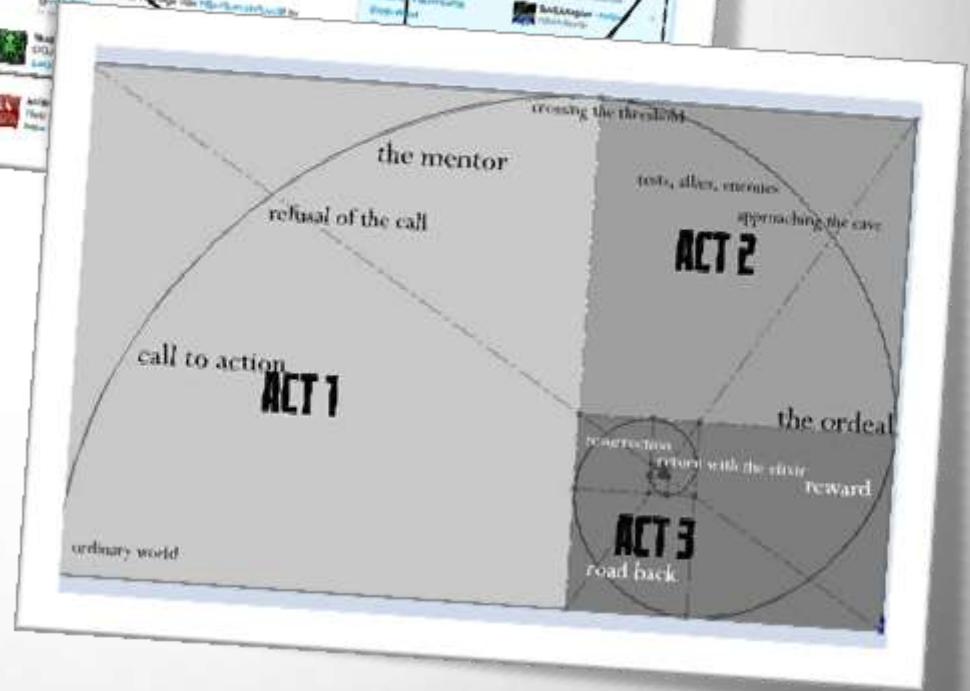 crossing the threshold
the mentor
tests, allies, enemies
refusal of the call
approaching the cave
ACT 2
call to action
ACT 1
the ordeal
resurrection
return with the elixir
reward
ACT 3
ordinary world
road back